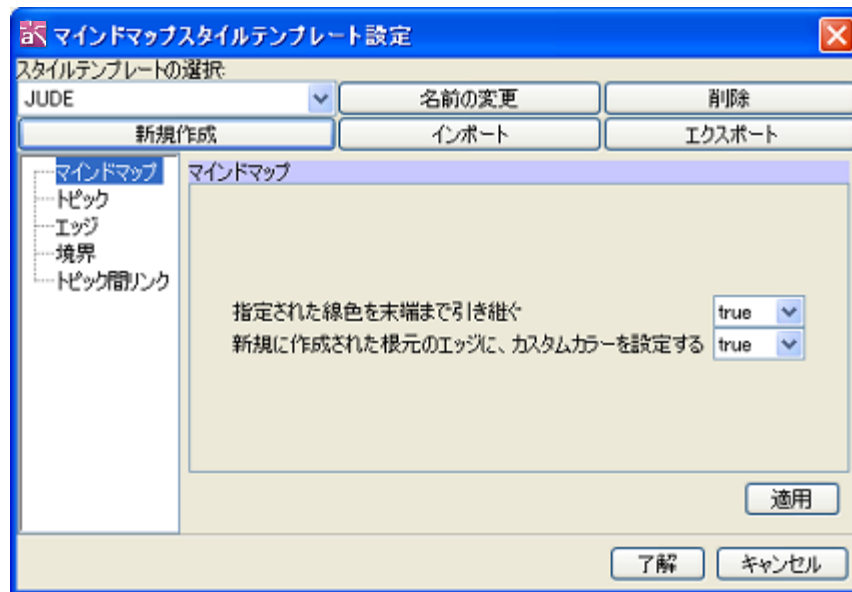 マインドマップスタイルテンプレート設定
スタイルテンプレートの選択:
JUDE 名前の変更 削除
新規作成 インポート エクスポート
マインドマップ マインドマップ
トピック
エッジ
境界
トピック間リンク
指定された線色を末端まで引き継ぐ true
新規に作成された根元のエッジに、カスタムカラーを設定する true
適用
了解 キャンセル